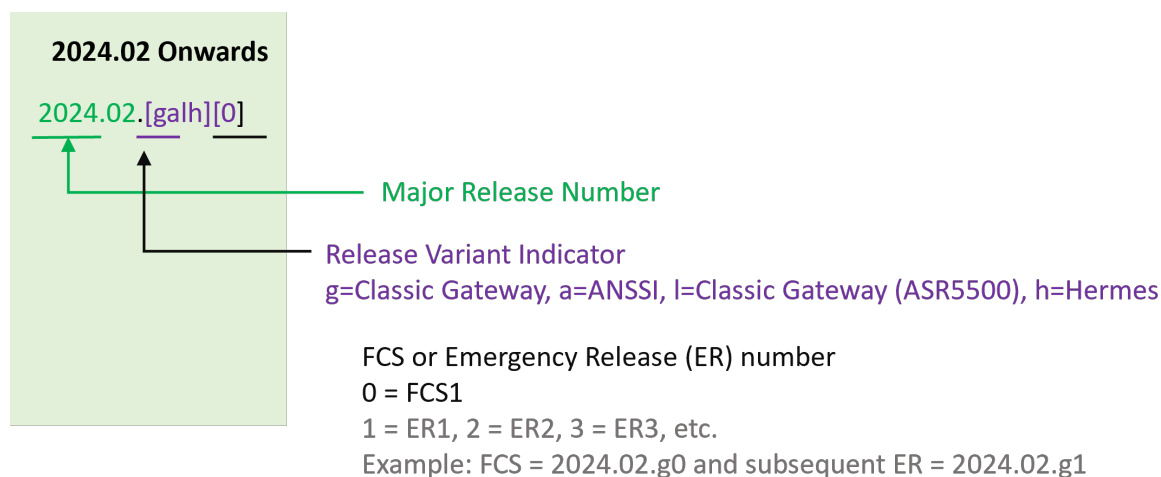 2024.02 Onwards
2024.02.[galh][0]
Major Release Number
Release Variant Indicator
g=Classic Gateway, a=ANSSI, l=Classic Gateway (ASR5500), h=Hermes
FCS or Emergency Release (ER) number
0 = FCS1
1 = ER1, 2 = ER2, 3 = ER3, etc.
Example: FCS = 2024.02.g0 and subsequent ER = 2024.02.g1